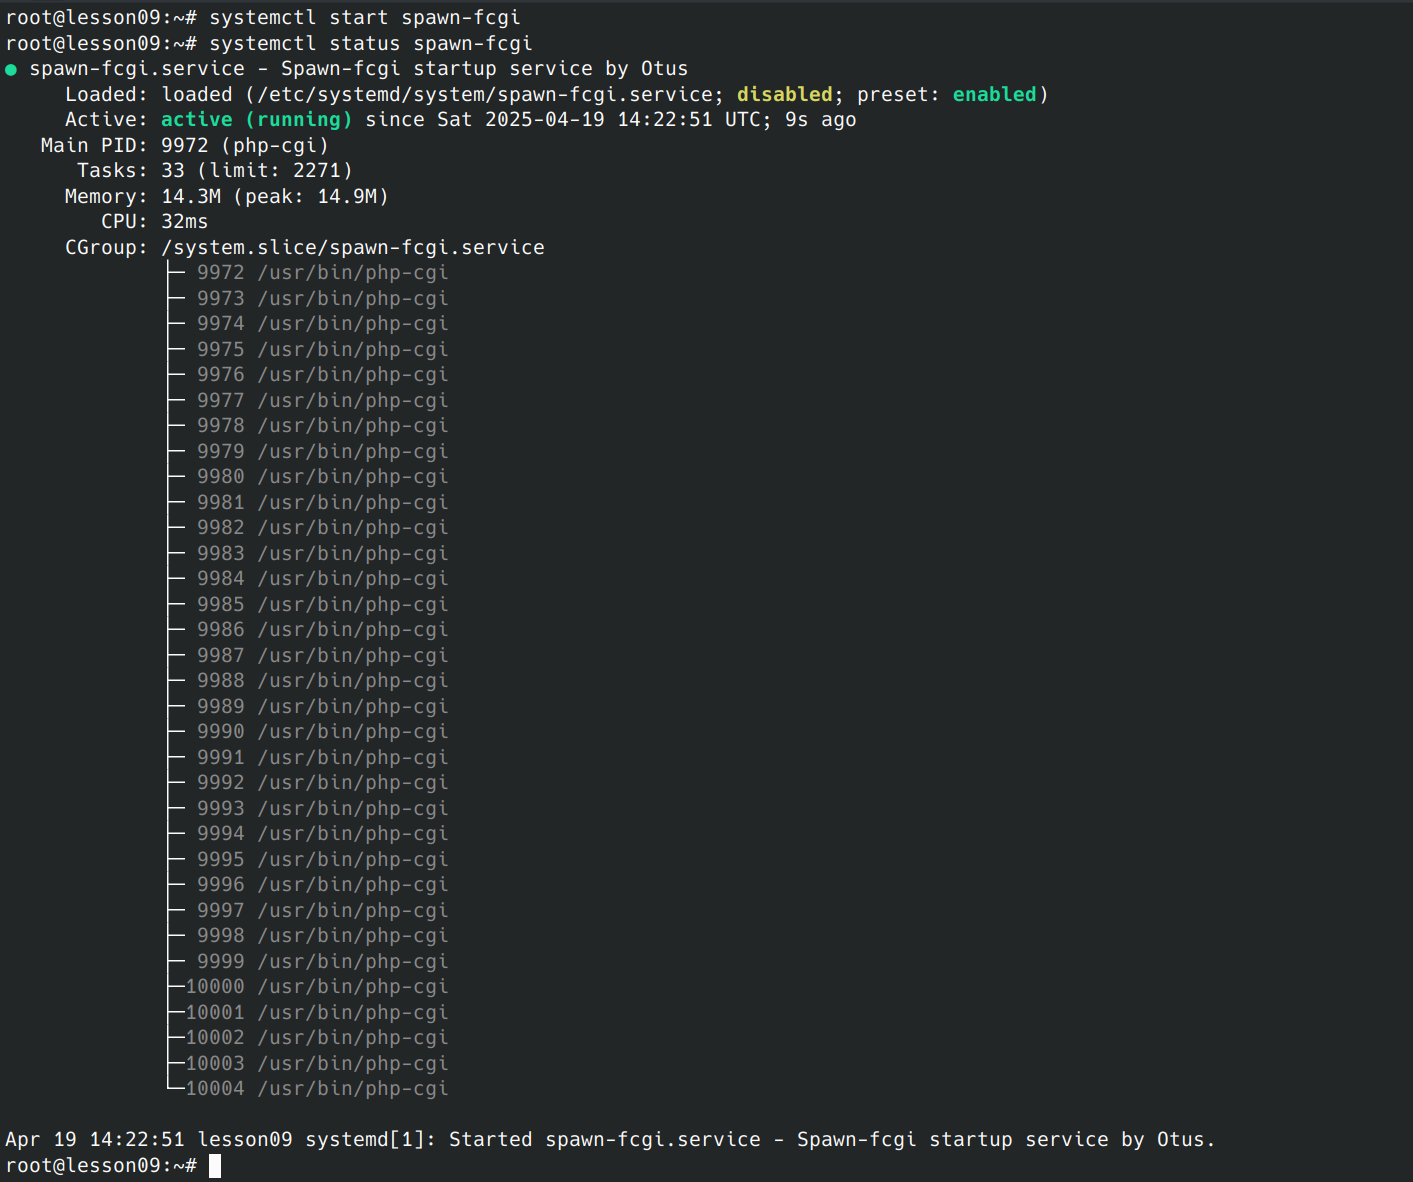 root@lesson09:~# systemctl start spawn-fcgi
root@lesson09:~# systemctl status spawn-fcgi
● spawn-fcgi.service - Spawn-fcgi startup service by Otus
     Loaded: loaded (/etc/systemd/system/spawn-fcgi.service; disabled; preset: enabled)
     Active: active (running) since Sat 2025-04-19 14:22:51 UTC; 9s ago
   Main PID: 9972 (php-cgi)
      Tasks: 33 (limit: 2271)
     Memory: 14.3M (peak: 14.9M)
        CPU: 32ms
     CGroup: /system.slice/spawn-fcgi.service
             ├─ 9972 /usr/bin/php-cgi
             ├─ 9973 /usr/bin/php-cgi
             ├─ 9974 /usr/bin/php-cgi
             ├─ 9975 /usr/bin/php-cgi
             ├─ 9976 /usr/bin/php-cgi
             ├─ 9977 /usr/bin/php-cgi
             ├─ 9978 /usr/bin/php-cgi
             ├─ 9979 /usr/bin/php-cgi
             ├─ 9980 /usr/bin/php-cgi
             ├─ 9981 /usr/bin/php-cgi
             ├─ 9982 /usr/bin/php-cgi
             ├─ 9983 /usr/bin/php-cgi
             ├─ 9984 /usr/bin/php-cgi
             ├─ 9985 /usr/bin/php-cgi
             ├─ 9986 /usr/bin/php-cgi
             ├─ 9987 /usr/bin/php-cgi
             ├─ 9988 /usr/bin/php-cgi
             ├─ 9989 /usr/bin/php-cgi
             ├─ 9990 /usr/bin/php-cgi
             ├─ 9991 /usr/bin/php-cgi
             ├─ 9992 /usr/bin/php-cgi
             ├─ 9993 /usr/bin/php-cgi
             ├─ 9994 /usr/bin/php-cgi
             ├─ 9995 /usr/bin/php-cgi
             ├─ 9996 /usr/bin/php-cgi
             ├─ 9997 /usr/bin/php-cgi
             ├─ 9998 /usr/bin/php-cgi
             ├─ 9999 /usr/bin/php-cgi
             ├─10000 /usr/bin/php-cgi
             ├─10001 /usr/bin/php-cgi
             ├─10002 /usr/bin/php-cgi
             ├─10003 /usr/bin/php-cgi
             └─10004 /usr/bin/php-cgi
Apr 19 14:22:51 lesson09 systemd[1]: Started spawn-fcgi.service - Spawn-fcgi startup service by Otus.
root@lesson09:~#